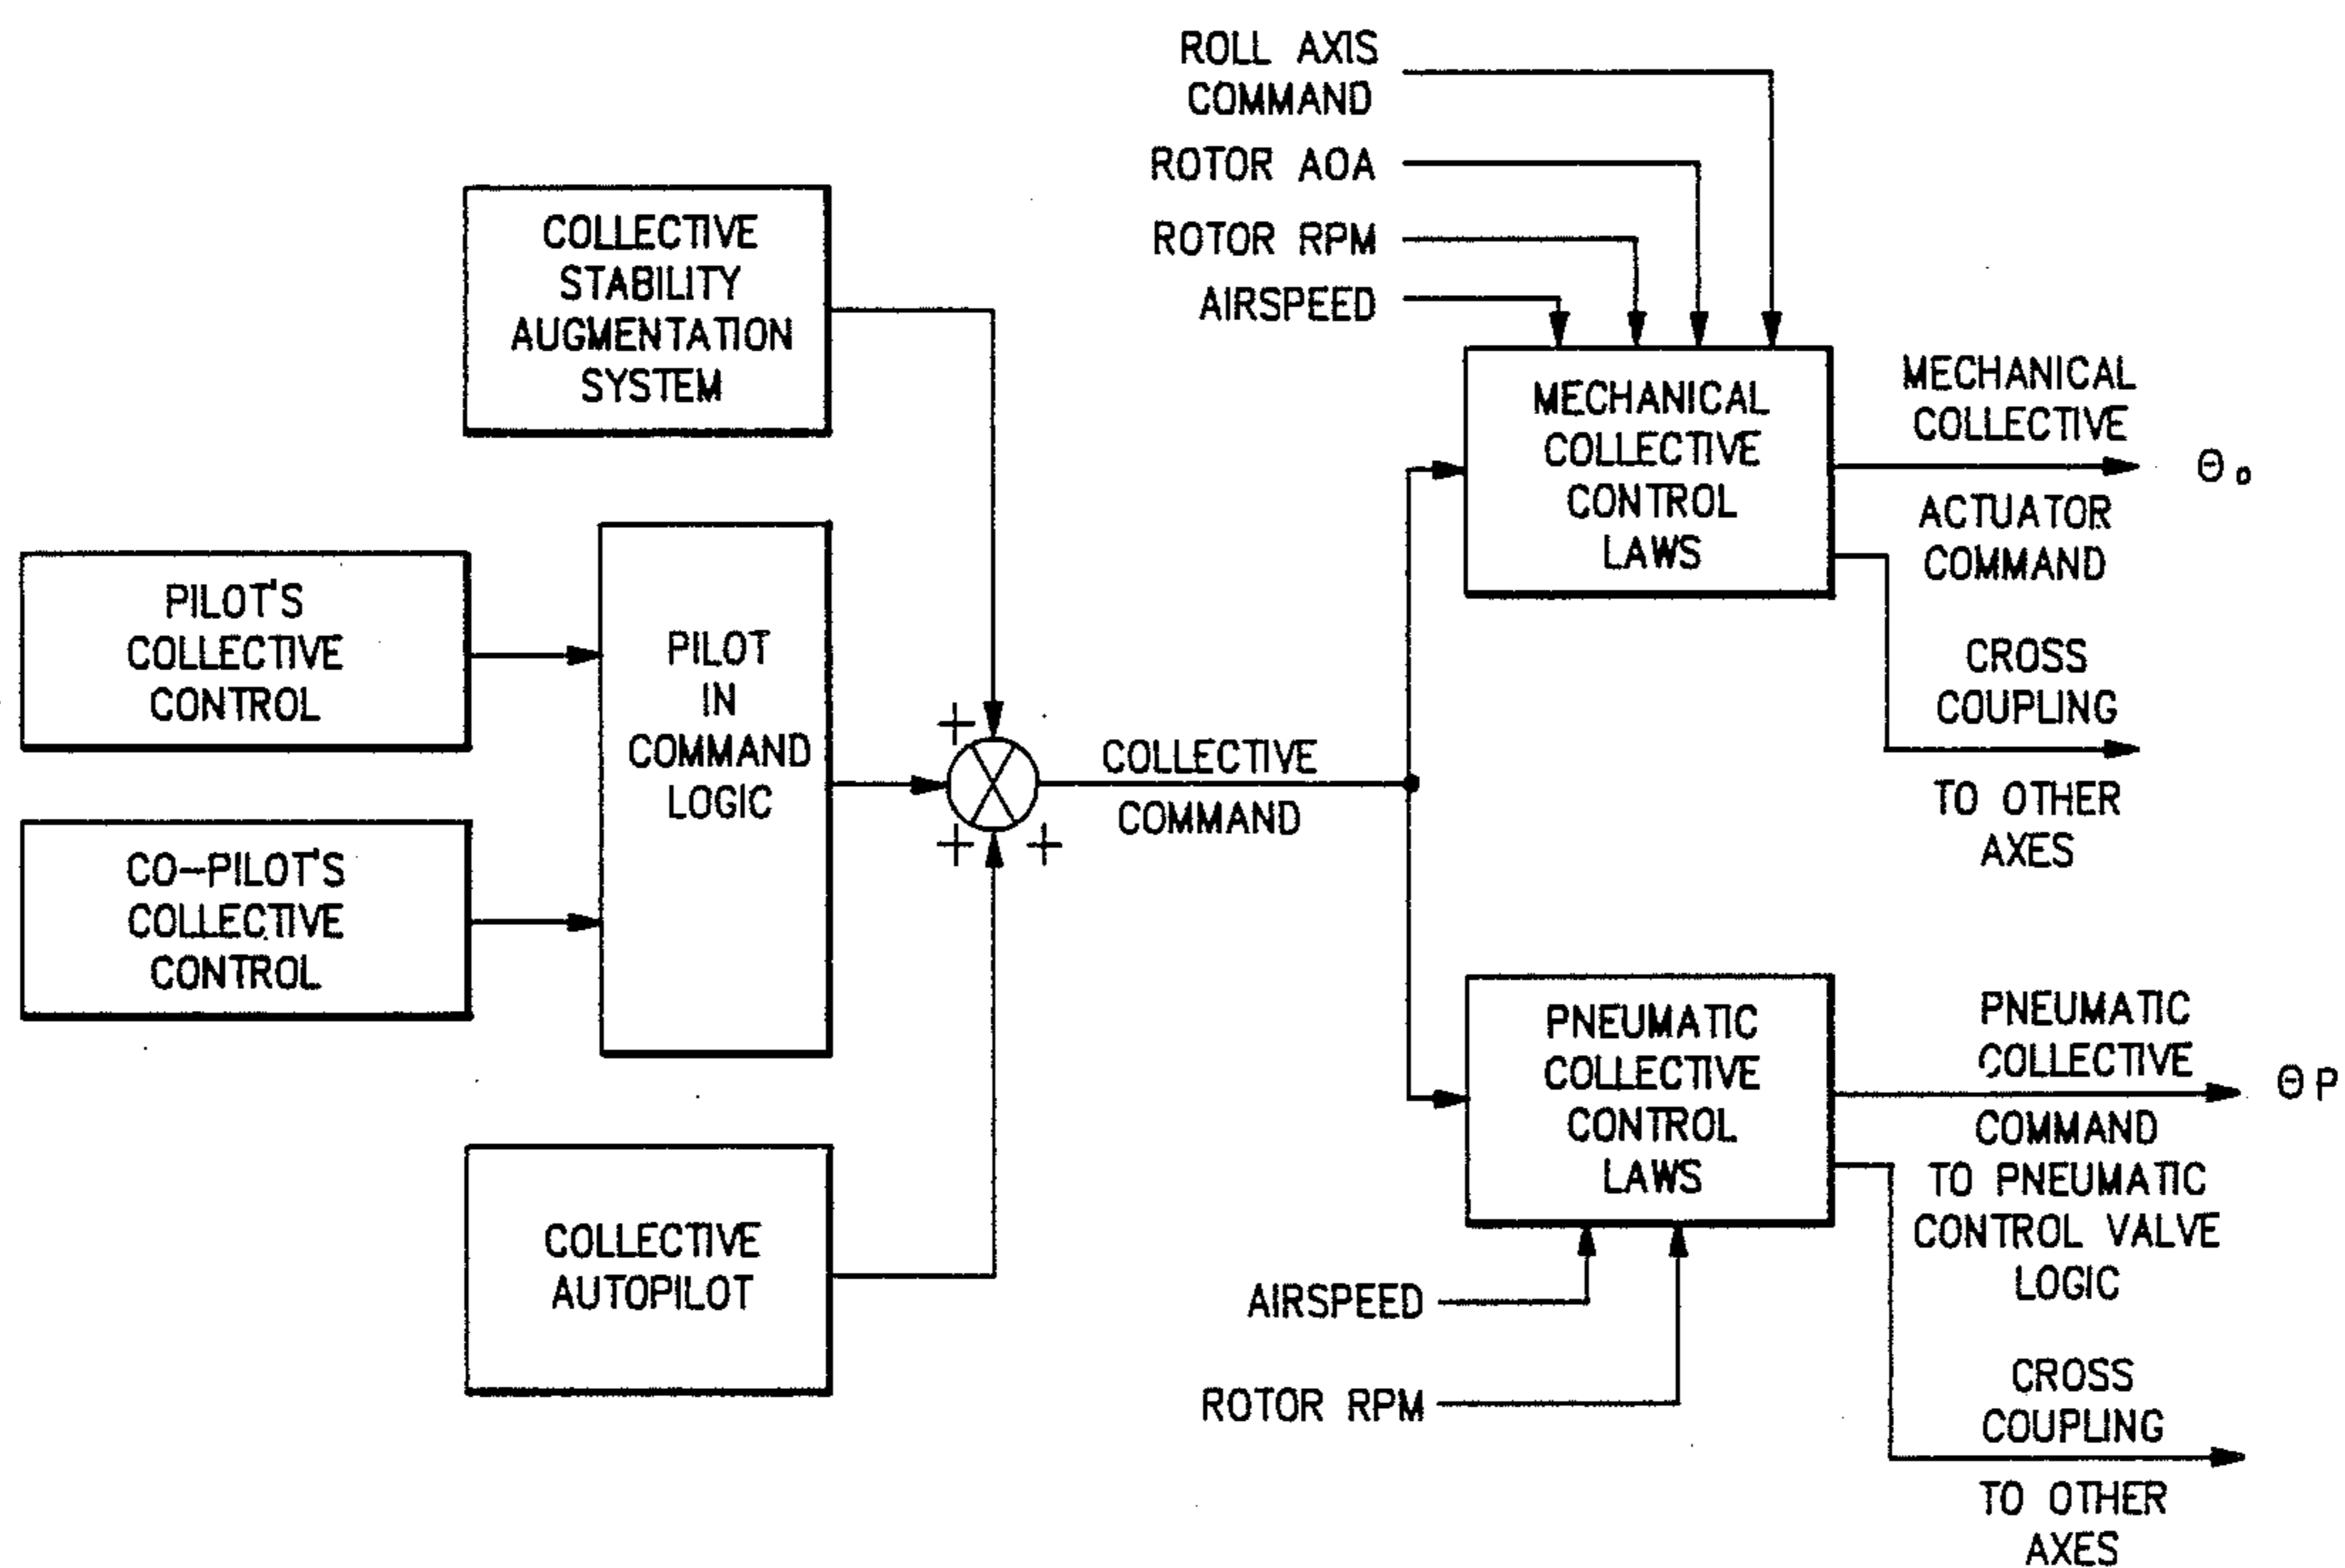 ROLL AXIS
COMMAND
ROTOR AOA
ROTOR RPM
AIRSPEED
COLLECTIVE
STABILITY
AUGMENTATION
SYSTEM
MECHANICAL
COLLECTIVE
CONTROL
LAWS
MECHANICAL
COLLECTIVE
ACTUATOR
COMMAND
Θo
CROSS
COUPLING
TO OTHER
AXES
PILOT'S
COLLECTIVE
CONTROL
CO-PILOT'S
COLLECTIVE
CONTROL
PILOT
IN
COMMAND
LOGIC
+
+ +
COLLECTIVE
COMMAND
COLLECTIVE
AUTOPILOT
PNEUMATIC
COLLECTIVE
CONTROL
LAWS
AIRSPEED
ROTOR RPM
PNEUMATIC
COLLECTIVE
COMMAND
TO PNEUMATIC
CONTROL VALVE
LOGIC
ΘP
CROSS
COUPLING
TO OTHER
AXES